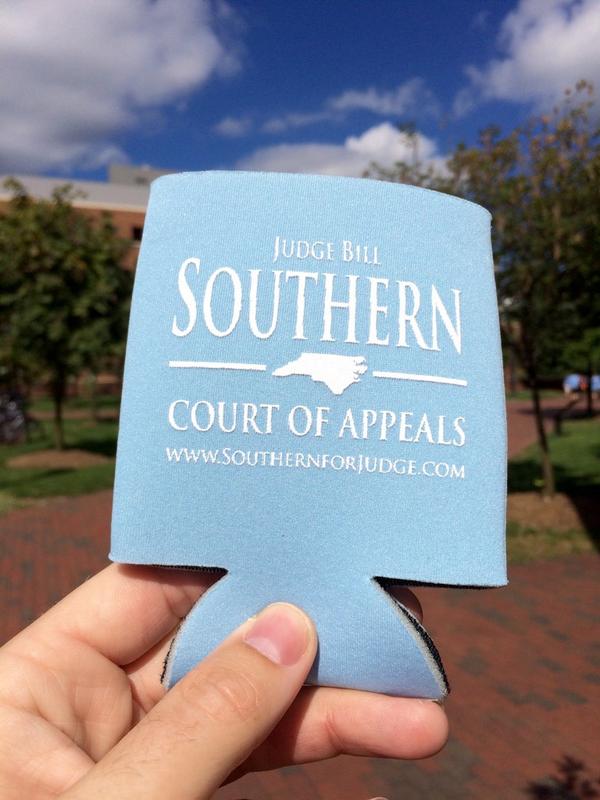 Judge Bill
Southern
Court of Appeals
www.SouthernforJudge.com